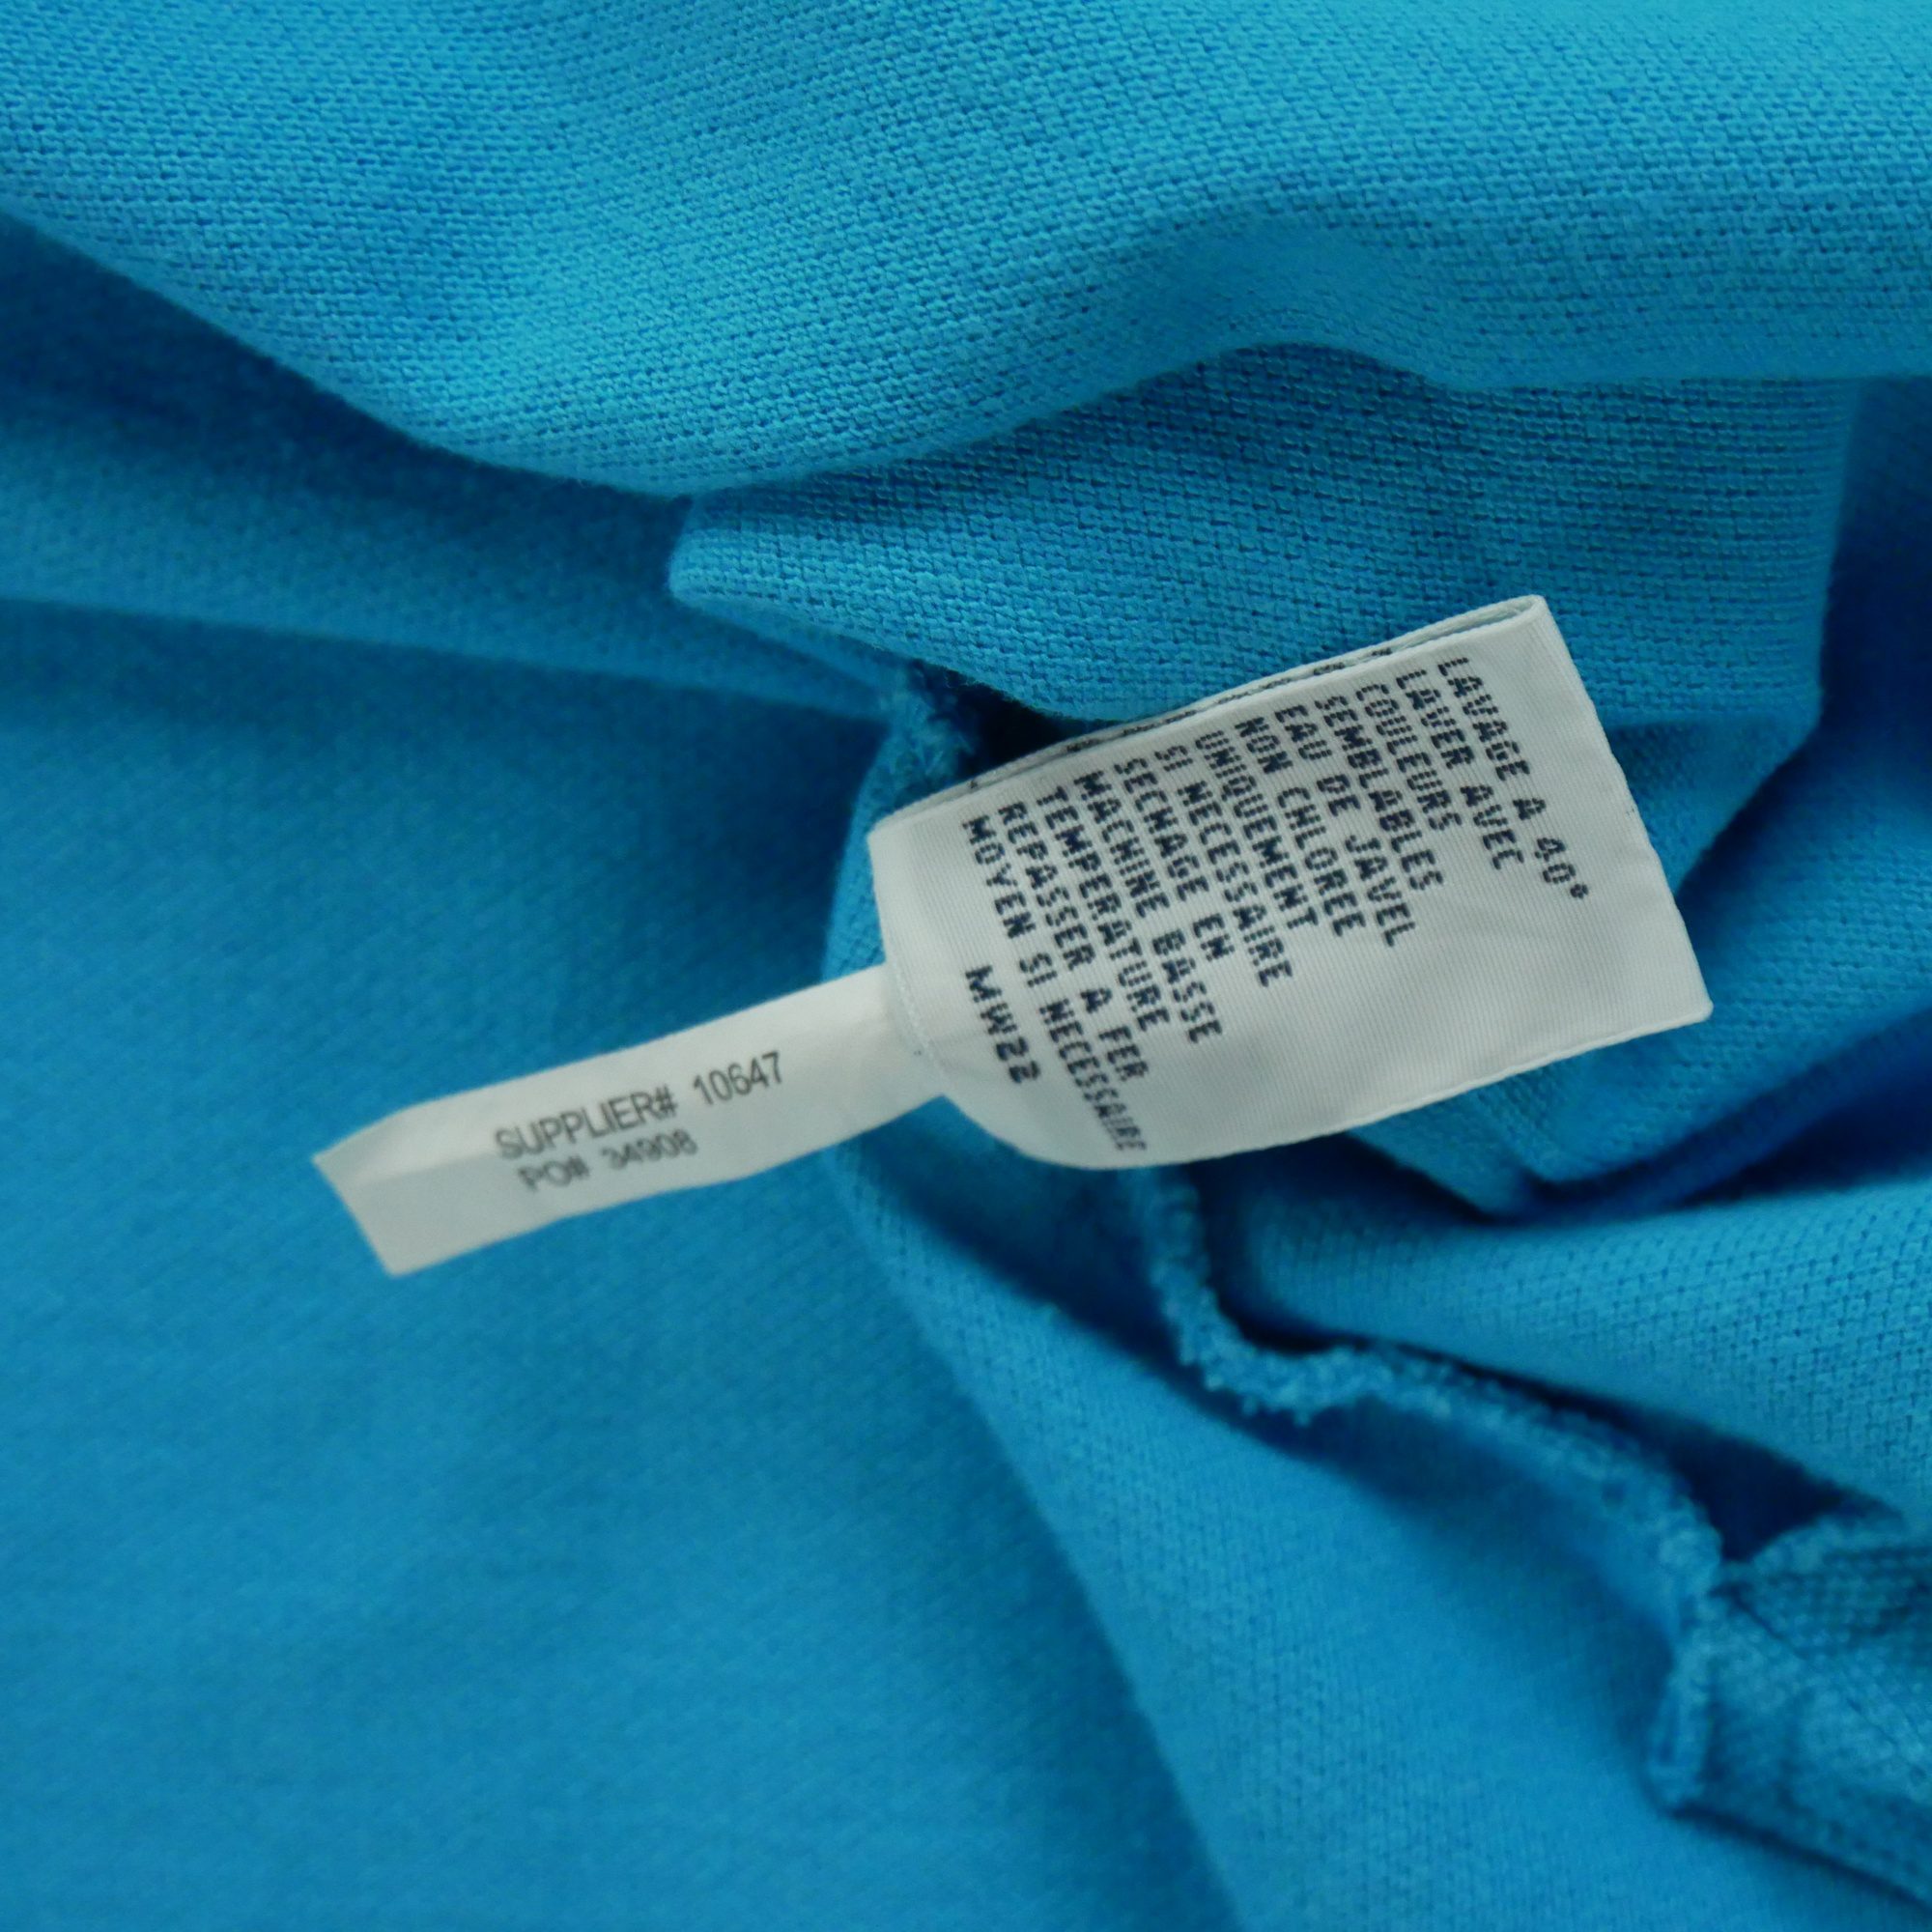 LAVAGE A 40°
LAVER AVEC
COULEURS
SEMBLABLES
EAU DE JAVEL
NON CHLOREE
UNIQUEMENT
SI NECESSAIRE
SECHAGE EN
MACHINE BASSE
TEMPERATURE
REPASSER A FER
MOYEN SI NECESSAIRE
MW22
SUPPLIER# 10647
PO# 34908